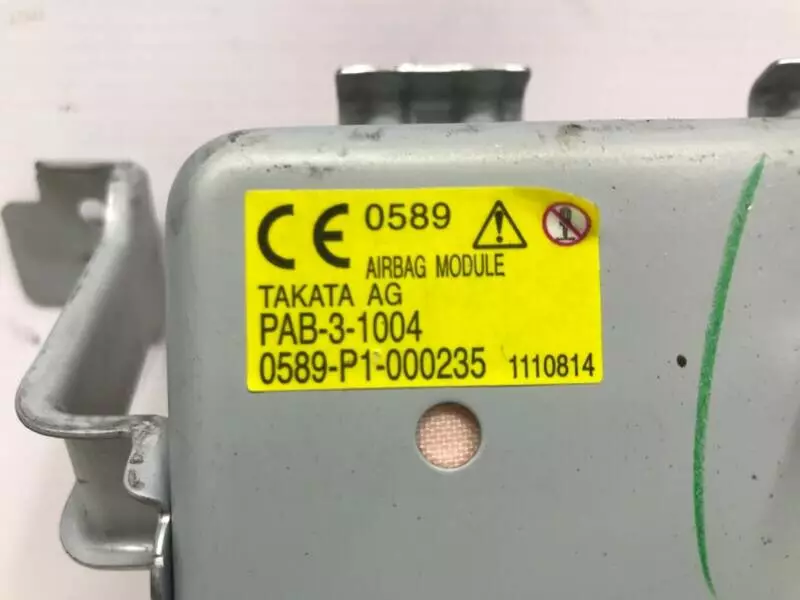 CE 0589
AIRBAG MODULE
TAKATA AG
PAB-3-1004
0589-P1-000235 1110814